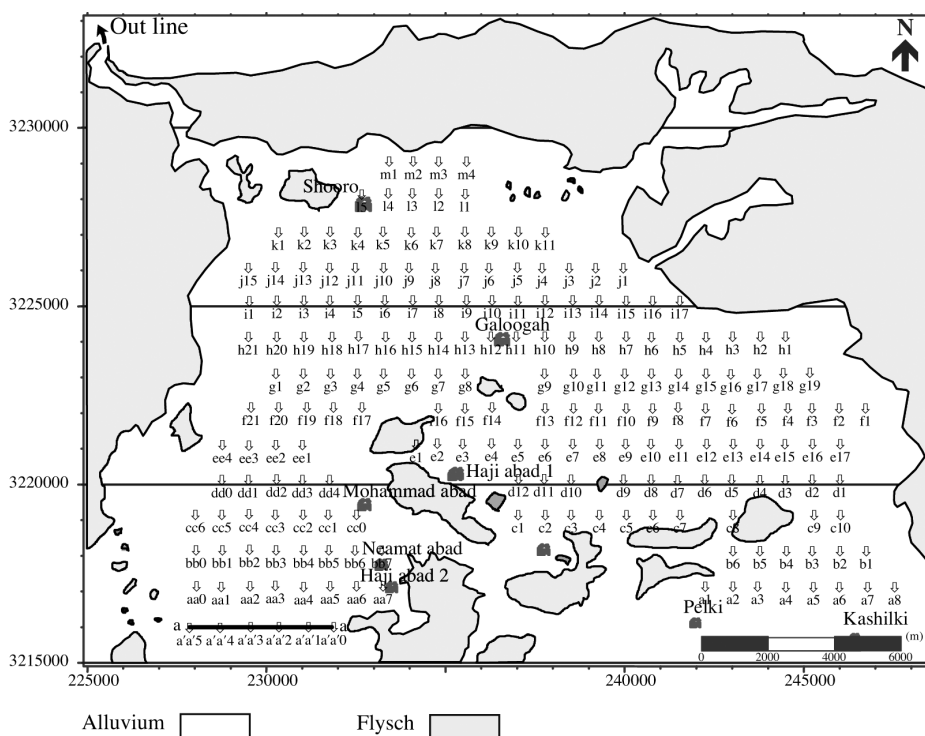 Out line
N
3230000
m1 m2 m3 m4
Shooro
l5 l4 l3 l2 l1
k1 k2 k3 k4 k5 k6 k7 k8 k9 k10 k11
j15 j14 j13 j12 j11 j10 j9 j8 j7 j6 j5 j4 j3 j2 j1
3225000
i1 i2 i3 i4 i5 i6 i7 i8 i9 i10 i11 i12 i13 i14 i15 i16 i17
Galoogah
h21 h20 h19 h18 h17 h16 h15 h14 h13 h12 h11 h10 h9 h8 h7 h6 h5 h4 h3 h2 h1
g1 g2 g3 g4 g5 g6 g7 g8 g9 g10 g11 g12 g13 g14 g15 g16 g17 g18 g19
f21 f20 f19 f18 f17 f16 f15 f14 f13 f12 f11 f10 f9 f8 f7 f6 f5 f4 f3 f2 f1
ee4 ee3 ee2 ee1 e1 e2 e3 e4 e5 e6 e7 e8 e9 e10 e11 e12 e13 e14 e15 e16 e17
Haji abad 1
3220000
dd0 dd1 dd2 dd3 dd4 d12 d11 d10 d9 d8 d7 d6 d5 d4 d3 d2 d1
Mohammad abad
cc6 cc5 cc4 cc3 cc2 cc1 cc0 c1 c2 c3 c4 c5 c6 c7 c8 c9 c10
Neamat abad
bb0 bb1 bb2 bb3 bb4 bb5 bb6 bb7 b6 b5 b4 b3 b2 b1
Haji abad 2
aa0 aa1 aa2 aa3 aa4 aa5 aa6 aa7 a1 a2 a3 a4 a5 a6 a7 a8
Pelki
Kashilki
a a
a'a'5 a'a'4 a'a'3 a'a'2 a'a'1 a'a'0
(m)
0 2000 4000 6000
3215000
225000 230000 240000 245000
Alluvium Flysch